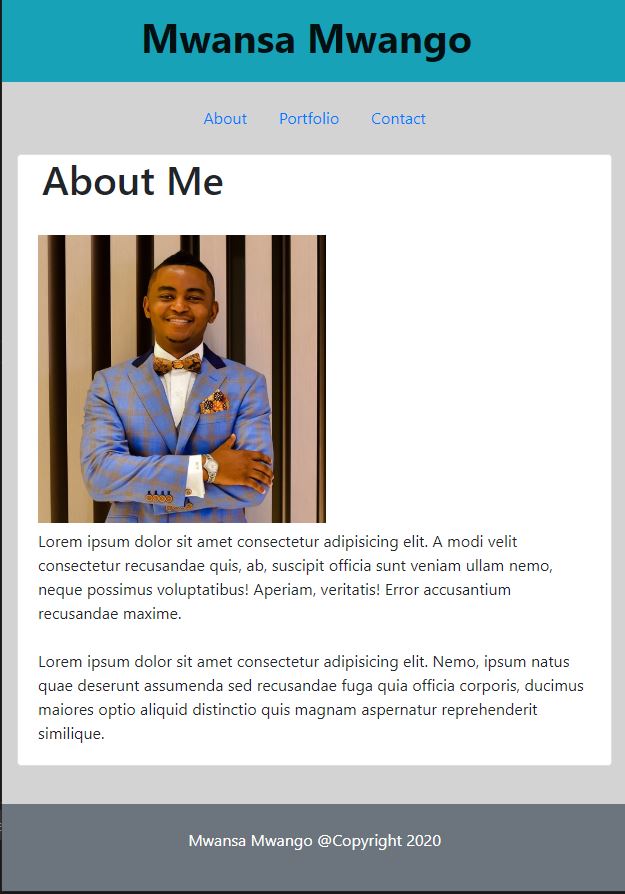 Mwansa Mwango
About Portfolio Contact
About Me
Lorem ipsum dolor sit amet consectetur adipisicing elit. A modi velit
consectetur recusandae quis, ab, suscipit officia sunt veniam ullam nemo,
neque possimus voluptatibus! Aperiam, veritatis! Error accusantium
recusandae maxime.
Lorem ipsum dolor sit amet consectetur adipisicing elit. Nemo, ipsum natus
quae deserunt assumenda sed recusandae fuga quia officia corporis, ducimus
maiores optio aliquid distinctio quis magnam aspernatur reprehenderit
similique.
Mwansa Mwango @Copyright 2020